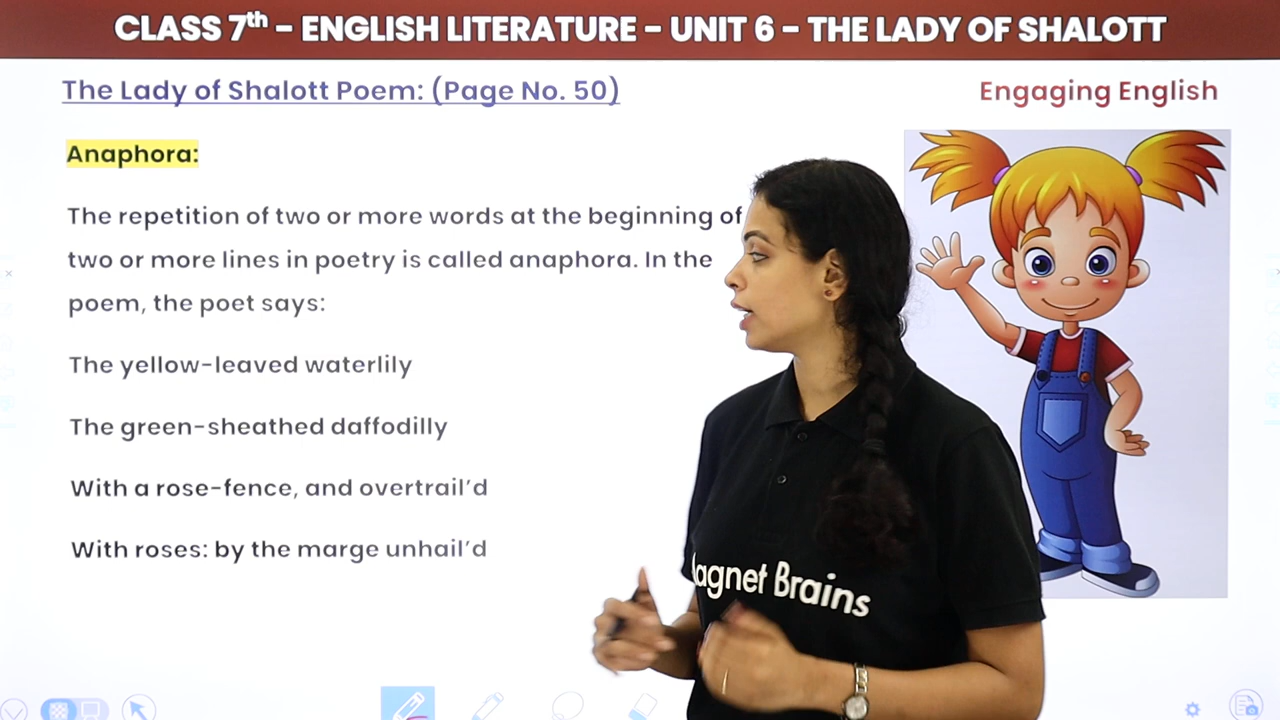 CLASS 7th – ENGLISH LITERATURE – UNIT 6 – THE LADY OF SHALOTT
The Lady of Shalott Poem: (Page No. 50)
Engaging English
Anaphora:
The repetition of two or more words at the beginning of
two or more lines in poetry is called anaphora. In the
poem, the poet says:
The yellow-leaved waterlily
The green-sheathed daffodilly
With a rose-fence, and overtrail’d
With roses: by the marge unhail’d
agnet Brains